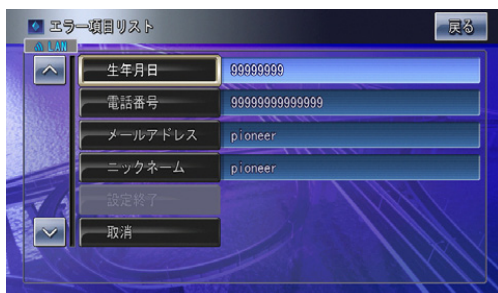 エラー項目リスト
戻る
LAN
生年月日 99999999
電話番号 99999999999999
メールアドレス pioneer
ニックネーム pioneer
設定終了
取消